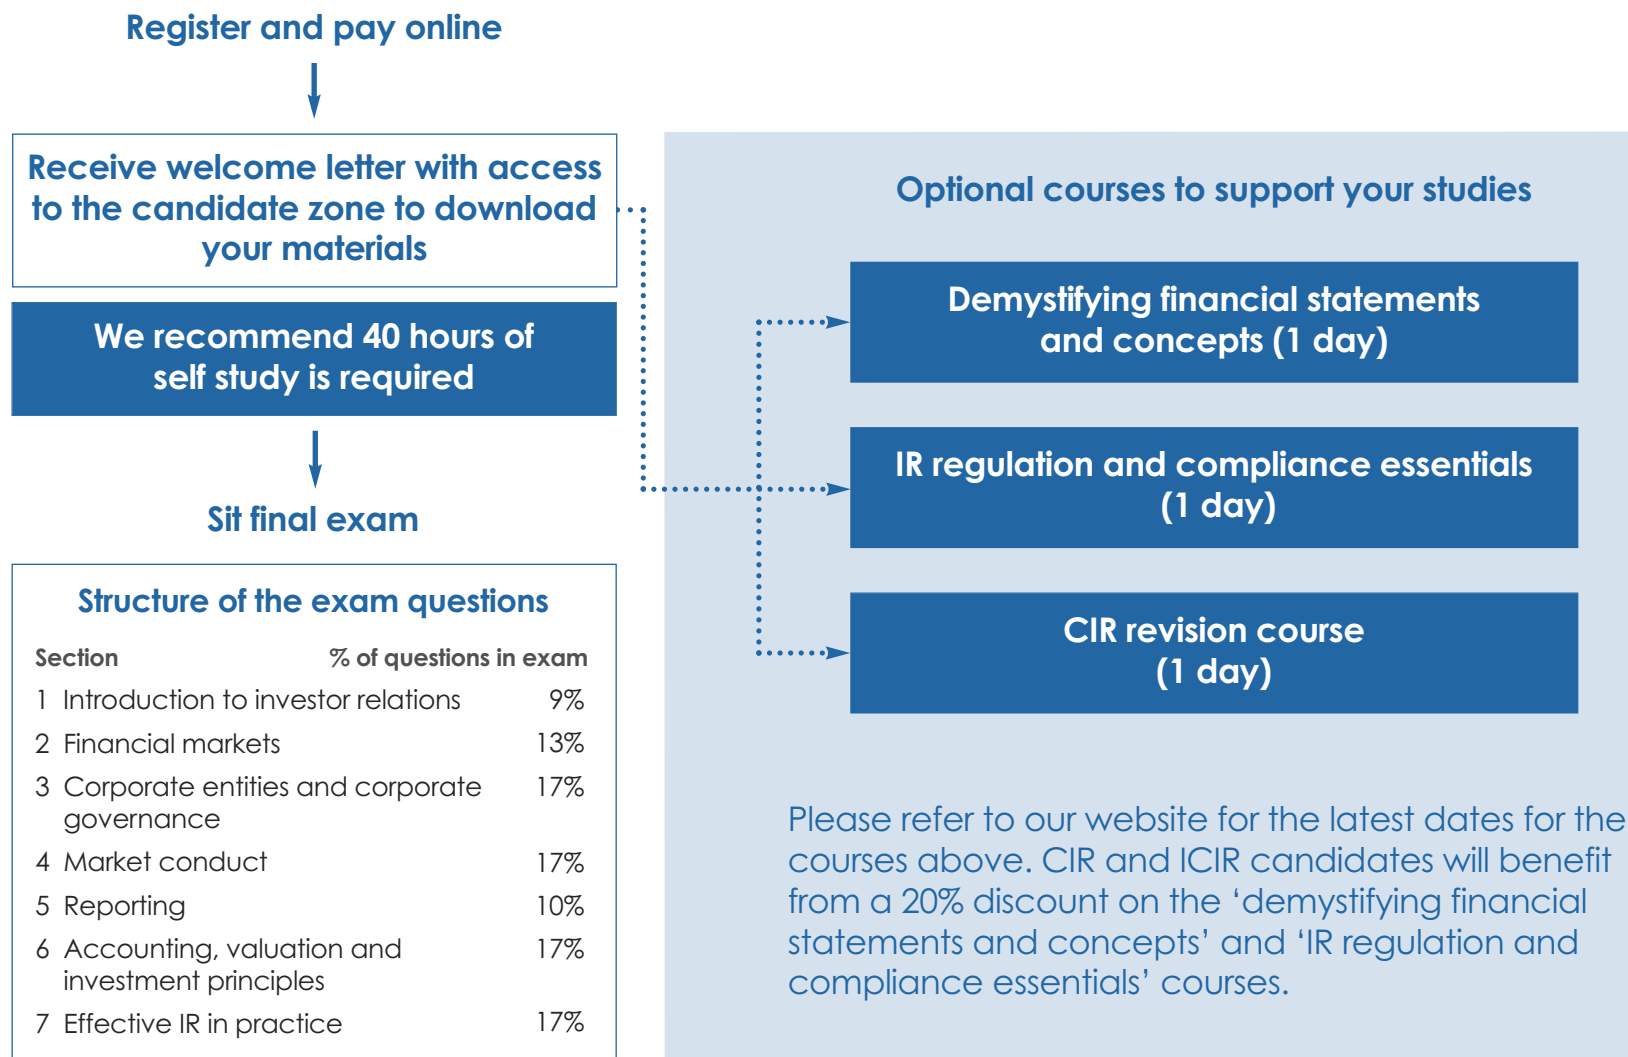 Register and pay online
Receive welcome letter with access
to the candidate zone to download
your materials
We recommend 40 hours of
self study is required
Sit final exam
Structure of the exam questions
Section % of questions in exam
1 Introduction to investor relations 9%
2 Financial markets 13%
3 Corporate entities and corporate 17%
governance
4 Market conduct 17%
5 Reporting 10%
6 Accounting, valuation and 17%
investment principles
7 Effective IR in practice 17%
Optional courses to support your studies
Demystifying financial statements
and concepts (1 day)
IR regulation and compliance essentials
(1 day)
CIR revision course
(1 day)
Please refer to our website for the latest dates for the
courses above. CIR and ICIR candidates will benefit
from a 20% discount on the ‘demystifying financial
statements and concepts’ and ‘IR regulation and
compliance essentials’ courses.